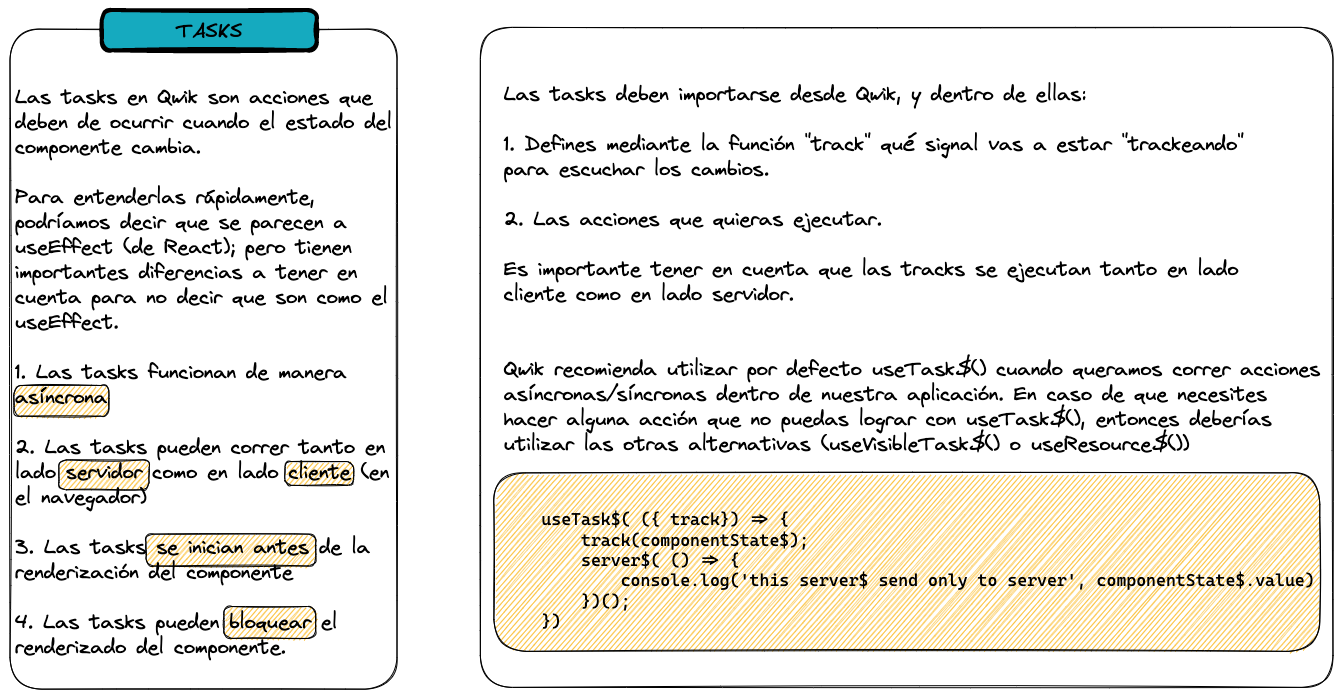 TASKS
Las tasks en Qwik son acciones que
deben de ocurrir cuando el estado del
componente cambia.
Para entenderlas rápidamente,
podríamos decir que se parecen a
useEffect (de React); pero tienen
importantes diferencias a tener en
cuenta para no decir que son como el
useEffect.
1. Las tasks funcionan de manera
asíncrona
2. Las tasks pueden correr tanto en
lado servidor como en lado cliente (en
el navegador)
3. Las tasks se inician antes de la
renderización del componente
4. Las tasks pueden bloquear el
renderizado del componente.
Las tasks deben importarse desde Qwik, y dentro de ellas:
1. Defines mediante la función "track" qué signal vas a estar "trackeando"
para escuchar los cambios.
2. Las acciones que quieras ejecutar.
Es importante tener en cuenta que las tracks se ejecutan tanto en lado
cliente como en lado servidor.
Qwik recomienda utilizar por defecto useTask$() cuando queramos correr acciones
asíncronas/síncronas dentro de nuestra aplicación. En caso de que necesites
hacer alguna acción que no puedas lograr con useTask$(), entonces deberías
utilizar las otras alternativas (useVisibleTask$() o useResource$())
useTask$( ({ track}) => {
track(componentState$);
server$( () => {
console.log('this server$ send only to server', componentState$.value)
})();
})